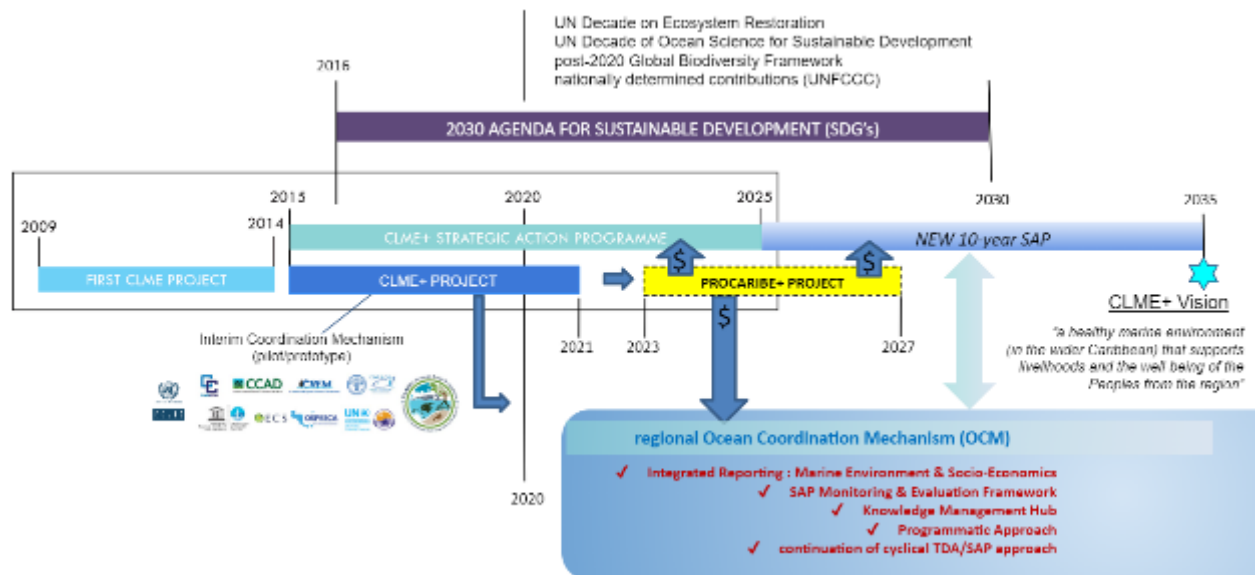 UN Decade on Ecosystem Restoration
UN Decade of Ocean Science for Sustainable Development
post-2020 Global Biodiversity Framework
nationally determined contributions (UNFCCC)
2016
2030 AGENDA FOR SUSTAINABLE DEVELOPMENT (SDG's)
2015
2020
2025
2030
2035
2009
2014
CLME+ STRATEGIC ACTION PROGRAMME
NEW 10-year SAP
$
$
FIRST CLME PROJECT
CLME+ PROJECT
PROCARIBE+ PROJECT
CLME+ Vision
$
Interim Coordination Mechanism
(pilot/prototype)
2021
2023
2027
"a healthy marine environment
(in the wider Caribbean) that supports
livelihoods and the well being of the
Peoples from the region"
CCAD
CRFM
OECS
OSPESCA
UN
regional Ocean Coordination Mechanism (OCM)
✓ Integrated Reporting : Marine Environment & Socio-Economics
✓ SAP Monitoring & Evaluation Framework
✓ Knowledge Management Hub
✓ Programmatic Approach
✓ continuation of cyclical TDA/SAP approach
2020